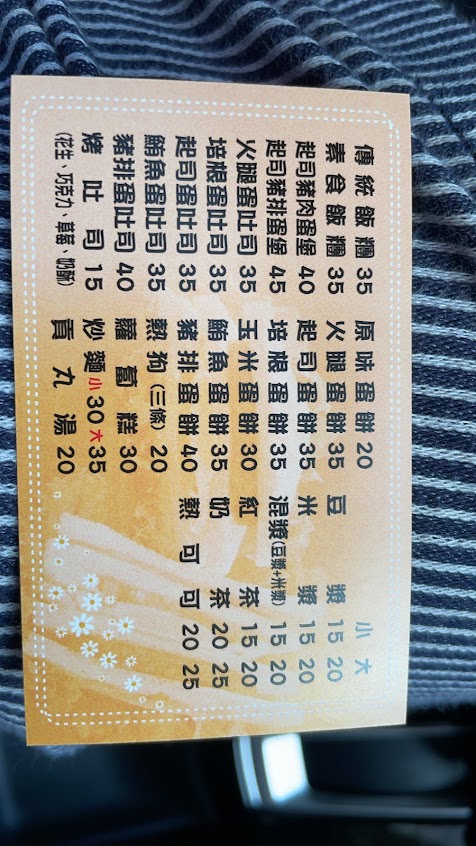 傳統飯糰 35 原味蛋餅 20 小 大
素食飯糰 35 火腿蛋餅 35 豆漿 15 20
起司豬肉蛋堡 40 起司蛋餅 35 米漿 15 20
起司豬排蛋堡 45 培根蛋餅 35 混漿(豆漿+米漿) 15 20
火腿蛋吐司 35 玉米蛋餅 30 紅茶 15 20
培根蛋吐司 35 鮪魚蛋餅 35 奶茶 20 25
起司蛋吐司 35 豬排蛋餅 40 熱可可 20 25
鮪魚蛋吐司 35 熱狗(三條) 20
豬排蛋吐司 40 蘿蔔糕 30
烤吐司 15 炒麵 小30 大35
(花生、巧克力、草莓、奶酥) 貢丸湯 20